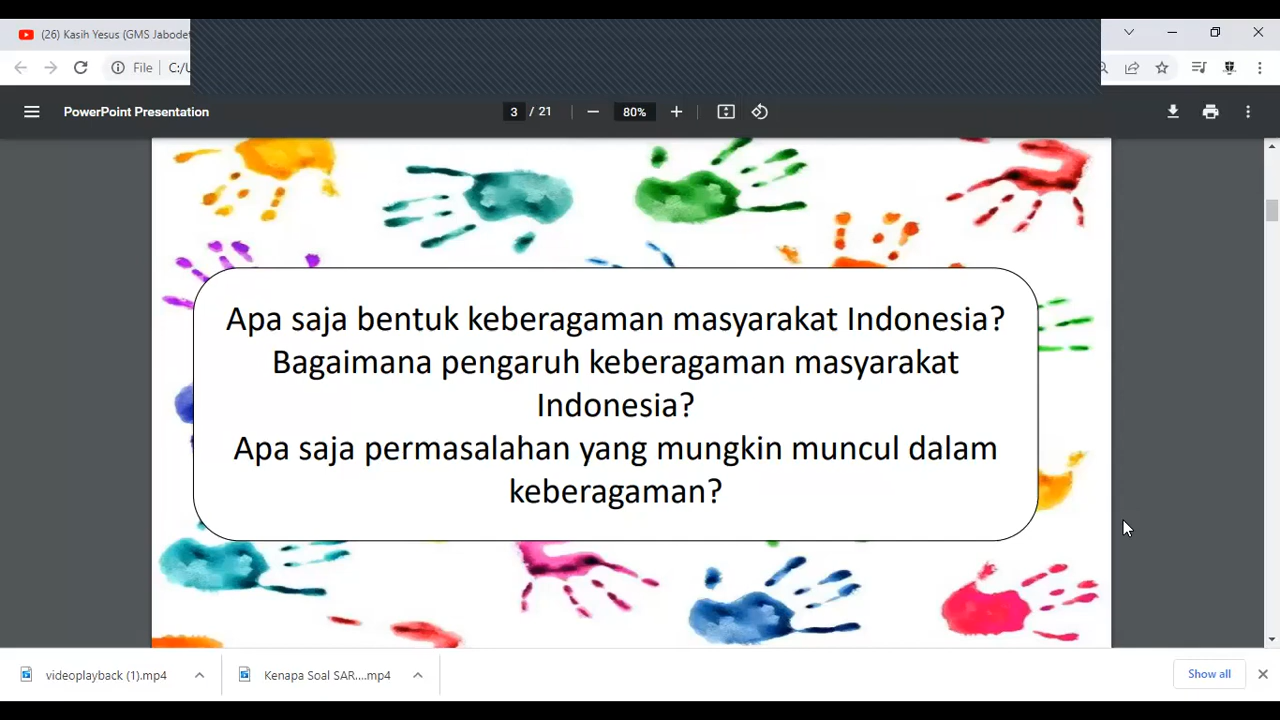 (26) Kasih Yesus (GMS Jabodet
File C:/U
PowerPoint Presentation
3 / 21
80%
Apa saja bentuk keberagaman masyarakat Indonesia?
Bagaimana pengaruh keberagaman masyarakat
Indonesia?
Apa saja permasalahan yang mungkin muncul dalam
keberagaman?
videoplayback (1).mp4
Kenapa Soal SAR....mp4
Show all